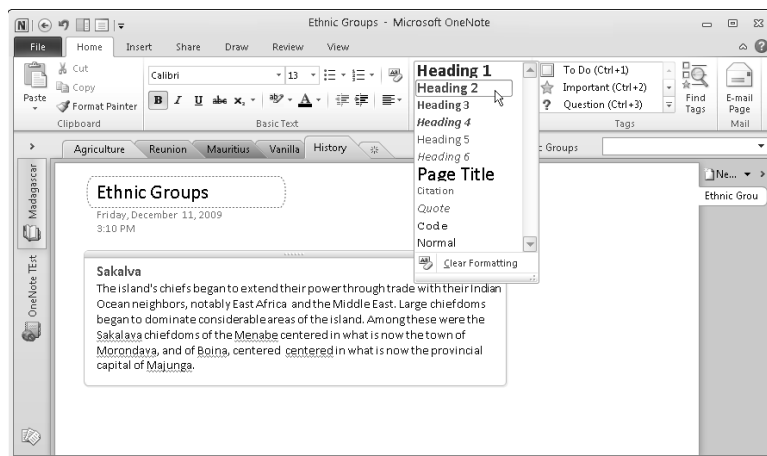 Ethnic Groups - Microsoft OneNote
File Home Insert Share Draw Review View
Paste
Cut
Copy
Format Painter
Clipboard
Calibri 13
B I U abc x,
Basic Text
Heading 1
Heading 2
Heading 3
Heading 4
Heading 5
Heading 6
Page Title
Citation
Quote
Code
Normal
Clear Formatting
To Do (Ctrl+1)
Important (Ctrl+2)
Question (Ctrl+3)
Tags
Find
Tags
E-mail
Page
Mail
Agriculture Reunion Mauritius Vanilla History
c Groups
Ne...
Ethnic Grou
Madagascar
OneNote TEst
Ethnic Groups
Friday, December 11, 2009
3:10 PM
Sakalva
The island's chiefs began to extend their power through trade with their Indian
Ocean neighbors, notably East Africa and the Middle East. Large chiefdoms
began to dominate considerable areas of the island. Among these were the
Sakalava chiefdoms of the Menabe centered in what is now the town of
Morondava, and of Boina, centered centered in what is now the provincial
capital of Majunga.